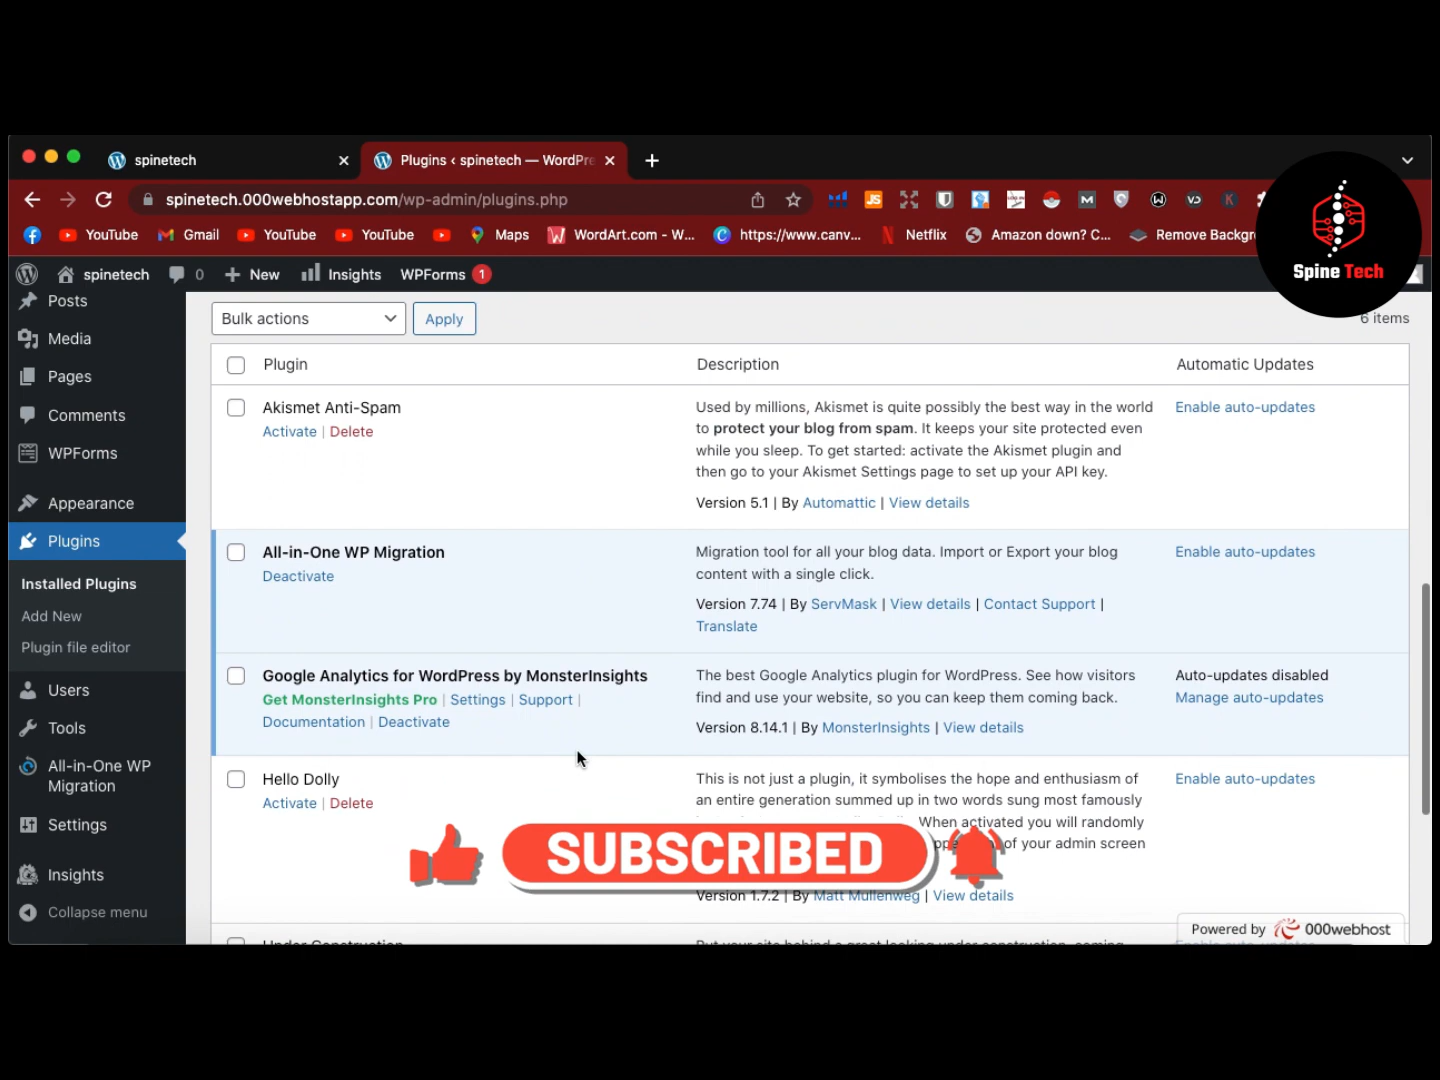 spinetech
Plugins ‹ spinetech — WordPre
spinetech.000webhostapp.com/wp-admin/plugins.php
YouTube
Gmail
YouTube
YouTube
Maps
WordArt.com - W...
https://www.canv...
Netflix
Amazon down? C...
Remove Backgr
Spine Tech
spinetech
0
New
Insights
WPForms 1
Posts
Media
Pages
Comments
WPForms
Appearance
Plugins
Installed Plugins
Add New
Plugin file editor
Users
Tools
All-in-One WP
Migration
Settings
Insights
Collapse menu
Bulk actions
Apply
6 items
Plugin
Description
Automatic Updates
Akismet Anti-Spam
Activate | Delete
Used by millions, Akismet is quite possibly the best way in the world
to protect your blog from spam. It keeps your site protected even
while you sleep. To get started: activate the Akismet plugin and
then go to your Akismet Settings page to set up your API key.
Version 5.1 | By Automattic | View details
Enable auto-updates
All-in-One WP Migration
Deactivate
Migration tool for all your blog data. Import or Export your blog
content with a single click.
Version 7.74 | By ServMask | View details | Contact Support |
Translate
Enable auto-updates
Google Analytics for WordPress by MonsterInsights
Get MonsterInsights Pro | Settings | Support |
Documentation | Deactivate
The best Google Analytics plugin for WordPress. See how visitors
find and use your website, so you can keep them coming back.
Version 8.14.1 | By MonsterInsights | View details
Auto-updates disabled
Manage auto-updates
Hello Dolly
Activate | Delete
This is not just a plugin, it symbolises the hope and enthusiasm of
an entire generation summed up in two words sung most famously
When activated you will randomly
of your admin screen
Version 1.7.2 | By Matt Mullenweg | View details
Enable auto-updates
SUBSCRIBED
Under Construction
Powered by 000webhost